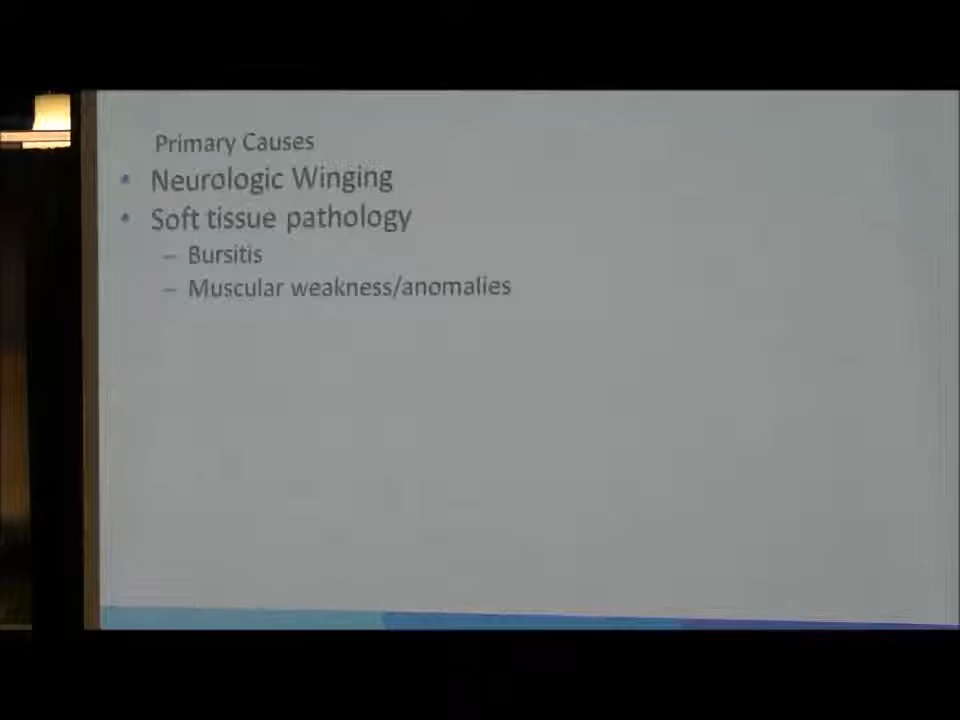 Primary Causes
• Neurologic Winging
• Soft tissue pathology
– Bursitis
– Muscular weakness/anomalies